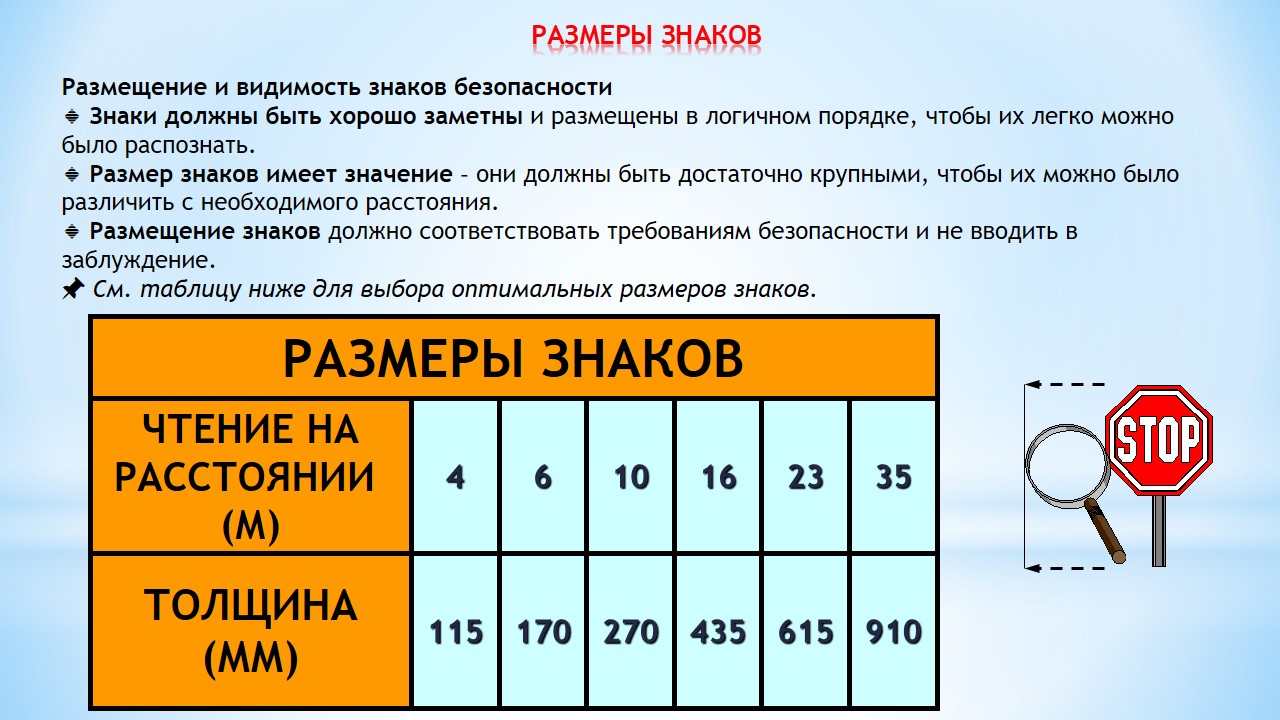 РАЗМЕРЫ ЗНАКОВ
Размещение и видимость знаков безопасности
Знаки должны быть хорошо заметны и размещены в логичном порядке, чтобы их легко можно
было распознать.
Размер знаков имеет значение – они должны быть достаточно крупными, чтобы их можно было
различить с необходимого расстояния.
Размещение знаков должно соответствовать требованиям безопасности и не вводить в
заблуждение.
См. таблицу ниже для выбора оптимальных размеров знаков.
РАЗМЕРЫ ЗНАКОВ
ЧТЕНИЕ НА
РАССТОЯНИИ
(М)
4 6 10 16 23 35
ТОЛЩИНА
(ММ)
115 170 270 435 615 910
STOP